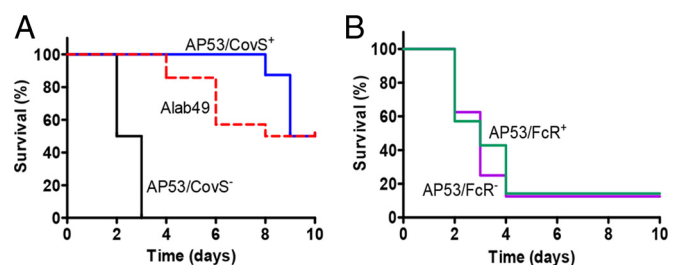 A
AP53/CovS⁺
Alab49
AP53/CovS⁻
Survival (%)
100
80
60
40
20
0
0 2 4 6 8 10
Time (days)
B
AP53/FcR⁺
AP53/FcR⁻
Survival (%)
100
80
60
40
20
0
0 2 4 6 8 10
Time (days)